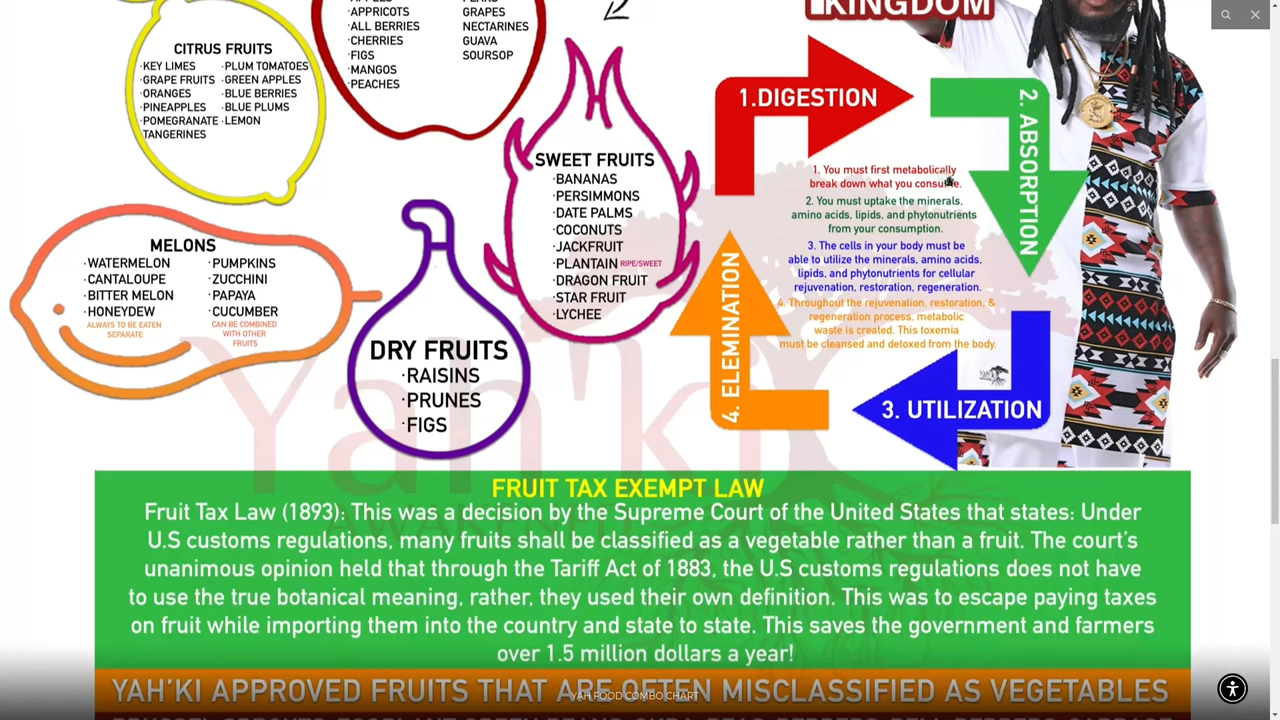 KINGDOM
·APPRICOTS
·ALL BERRIES
·CHERRIES
·FIGS
·MANGOS
·PEACHES
GRAPES
NECTARINES
GUAVA
SOURSOP
CITRUS FRUITS
·KEY LIMES
·GRAPE FRUITS
·ORANGES
·PINEAPPLES
·POMEGRANATE
TANGERINES
·PLUM TOMATOES
·GREEN APPLES
·BLUE BERRIES
·BLUE PLUMS
·LEMON
SWEET FRUITS
·BANANAS
·PERSIMMONS
·DATE PALMS
·COCONUTS
·JACKFRUIT
·PLANTAIN RIPE/SWEET
·DRAGON FRUIT
·STAR FRUIT
·LYCHEE
MELONS
·WATERMELON
·CANTALOUPE
·BITTER MELON
·HONEYDEW
ALWAYS TO BE EATEN
SEPARATE
·PUMPKINS
·ZUCCHINI
·PAPAYA
·CUCUMBER
CAN BE COMBINED
WITH OTHER
FRUITS
DRY FRUITS
·RAISINS
·PRUNES
·FIGS
1.DIGESTION
2. ABSORPTION
3. UTILIZATION
4. ELEMINATION
1. You must first metabolically
break down what you consume.
2. You must uptake the minerals,
amino acids, lipids, and phytonutrients
from your consumption.
3. The cells in your body must be
able to utilize the minerals, amino acids,
lipids, and phytonutrients for cellular
rejuvenation, restoration, regeneration.
4. Throughout the rejuvenation, restoration, &
regeneration process, metabolic
waste is created. This toxemia
must be cleansed and detoxed from the body.
Yah'ki
FRUIT TAX EXEMPT LAW
Fruit Tax Law (1893): This was a decision by the Supreme Court of the United States that states: Under
U.S customs regulations, many fruits shall be classified as a vegetable rather than a fruit. The court's
unanimous opinion held that through the Tariff Act of 1883, the U.S customs regulations does not have
to use the true botanical meaning, rather, they used their own definition. This was to escape paying taxes
on fruit while importing them into the country and state to state. This saves the government and farmers
over 1.5 million dollars a year!
YAH'KI APPROVED FRUITS THAT ARE OFTEN MISCLASSIFIED AS VEGETABLES
YAH FOOD COMBO CHART